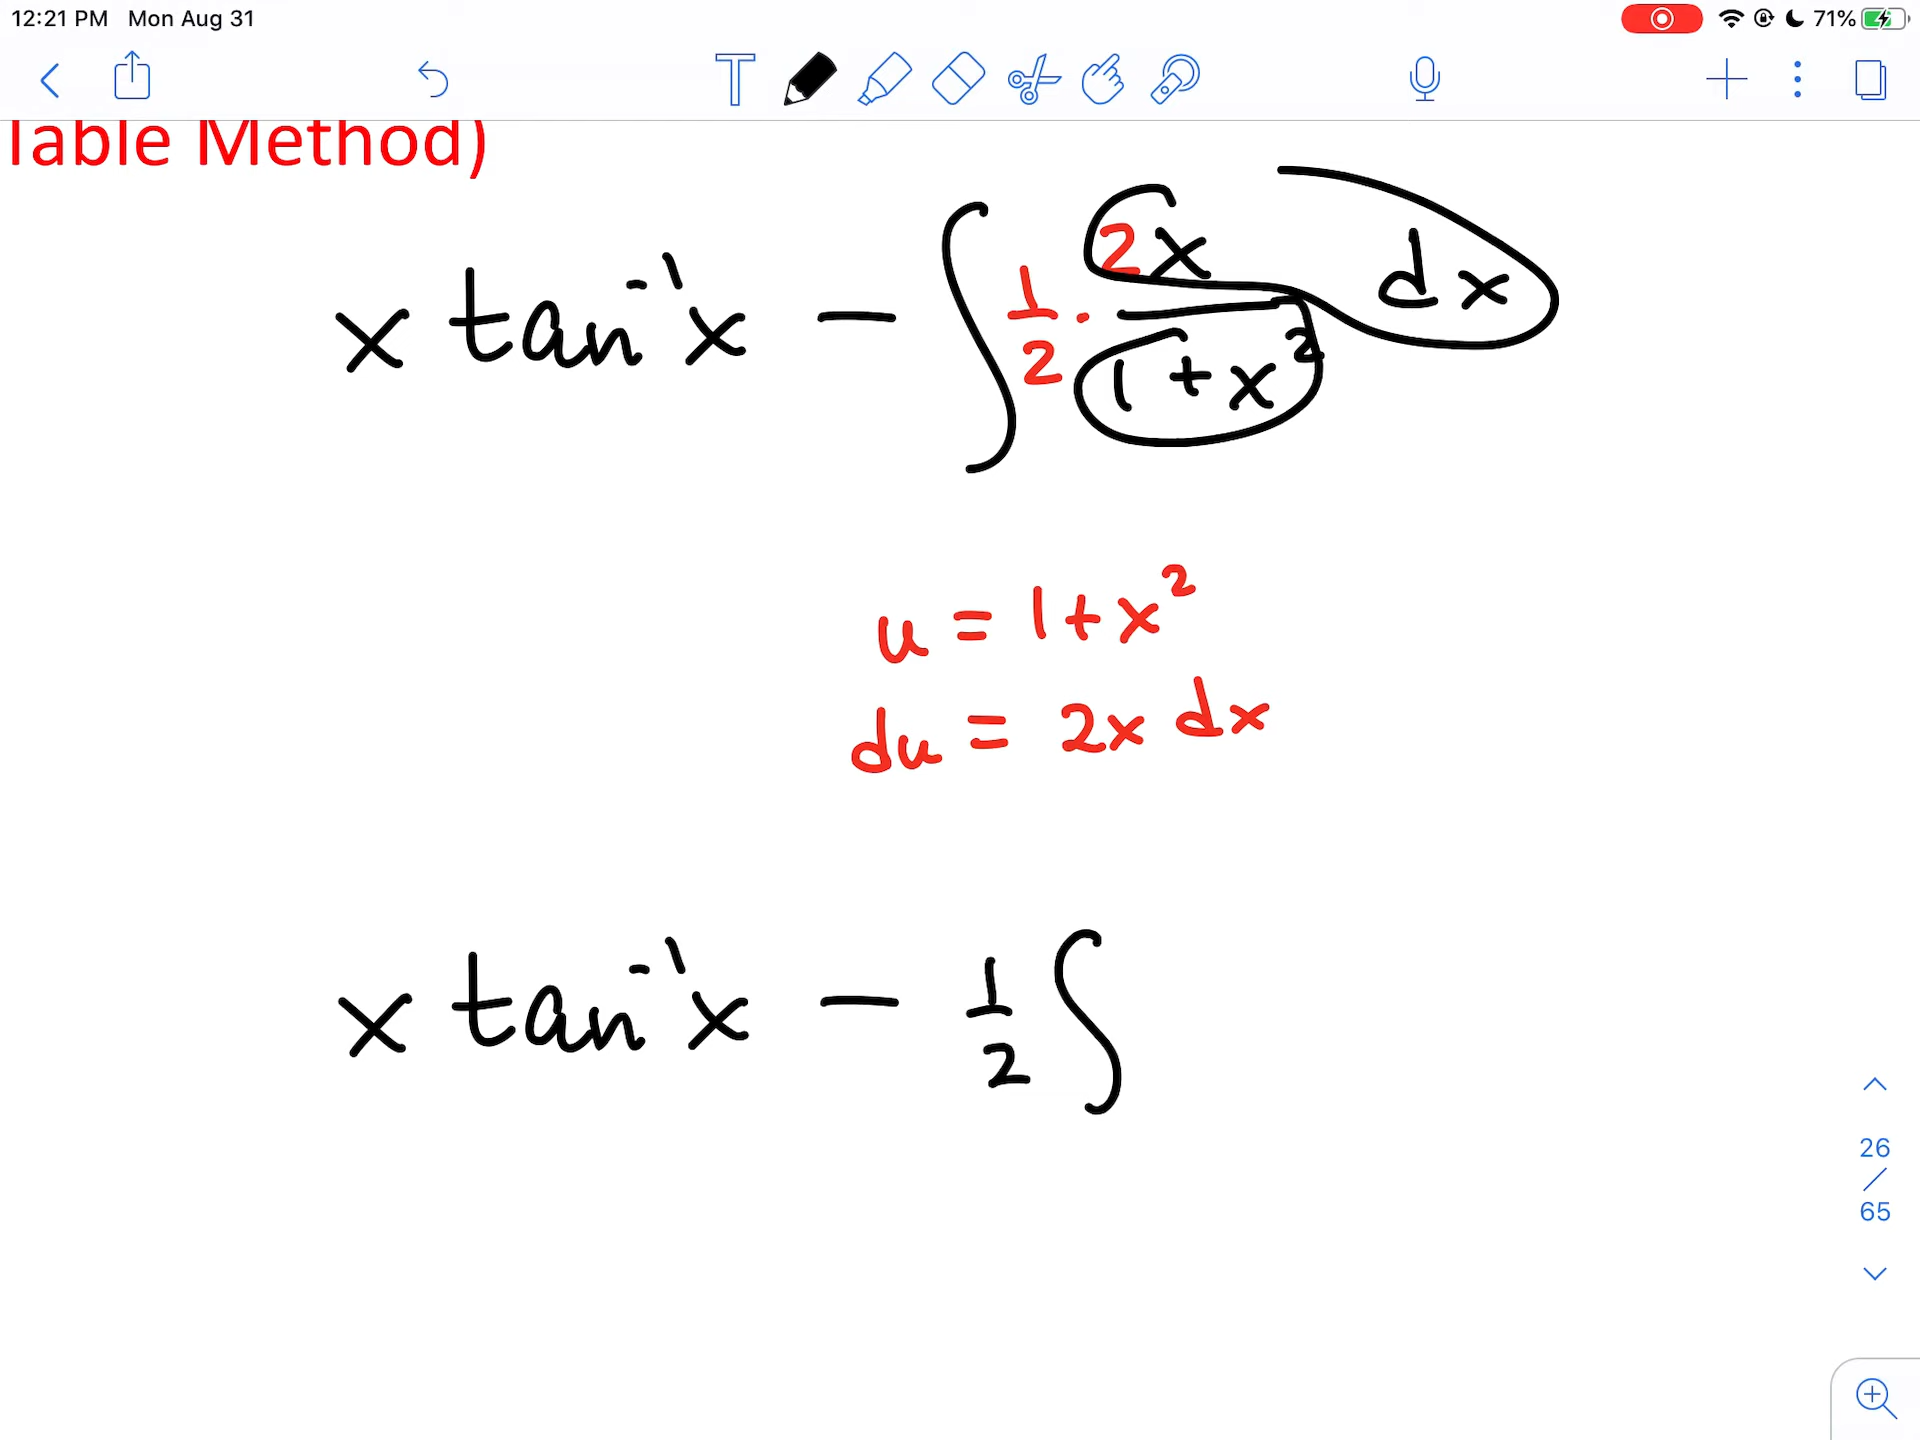 12:21 PM Mon Aug 31 71%
Table Method)
x tan⁻¹x − ∫ 1/2 · 2x/(1+x²) dx
u = 1+x²
du = 2x dx
x tan⁻¹x − 1/2 ∫
26
/
65